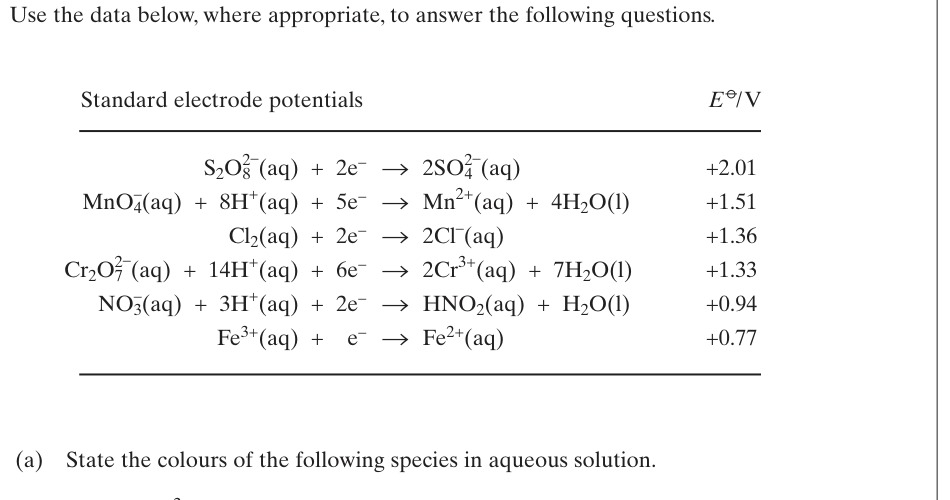 Use the data below, where appropriate, to answer the following questions.
Standard electrode potentials E⦵/V
S₂O₈²⁻(aq) + 2e⁻ → 2SO₄²⁻(aq) +2.01
MnO₄⁻(aq) + 8H⁺(aq) + 5e⁻ → Mn²⁺(aq) + 4H₂O(l) +1.51
Cl₂(aq) + 2e⁻ → 2Cl⁻(aq) +1.36
Cr₂O₇²⁻(aq) + 14H⁺(aq) + 6e⁻ → 2Cr³⁺(aq) + 7H₂O(l) +1.33
NO₃⁻(aq) + 3H⁺(aq) + 2e⁻ → HNO₂(aq) + H₂O(l) +0.94
Fe³⁺(aq) + e⁻ → Fe²⁺(aq) +0.77
(a) State the colours of the following species in aqueous solution.